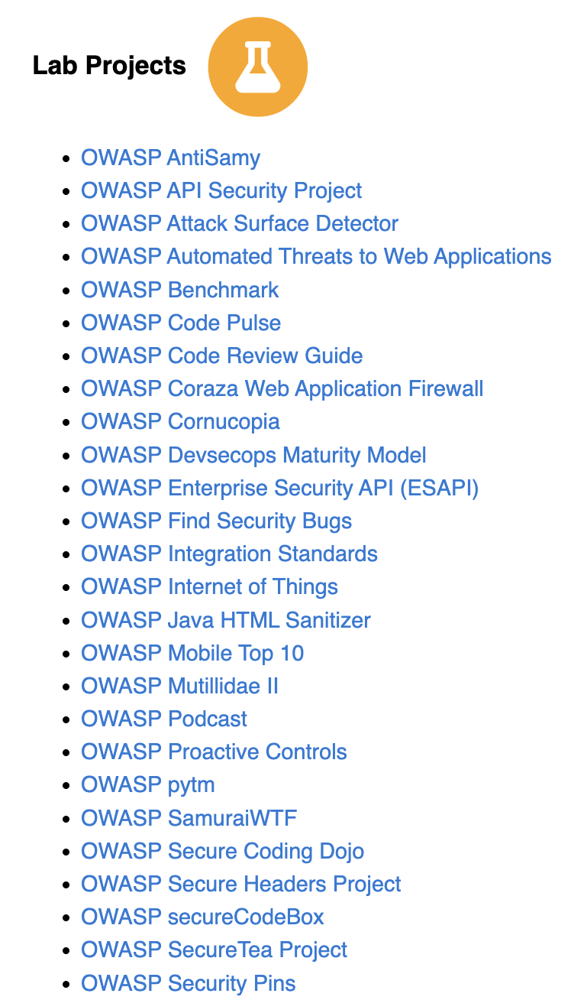 Lab Projects
OWASP AntiSamy
OWASP API Security Project
OWASP Attack Surface Detector
OWASP Automated Threats to Web Applications
OWASP Benchmark
OWASP Code Pulse
OWASP Code Review Guide
OWASP Coraza Web Application Firewall
OWASP Cornucopia
OWASP Devsecops Maturity Model
OWASP Enterprise Security API (ESAPI)
OWASP Find Security Bugs
OWASP Integration Standards
OWASP Internet of Things
OWASP Java HTML Sanitizer
OWASP Mobile Top 10
OWASP Mutillidae II
OWASP Podcast
OWASP Proactive Controls
OWASP pytm
OWASP SamuraiWTF
OWASP Secure Coding Dojo
OWASP Secure Headers Project
OWASP secureCodeBox
OWASP SecureTea Project
OWASP Security Pins